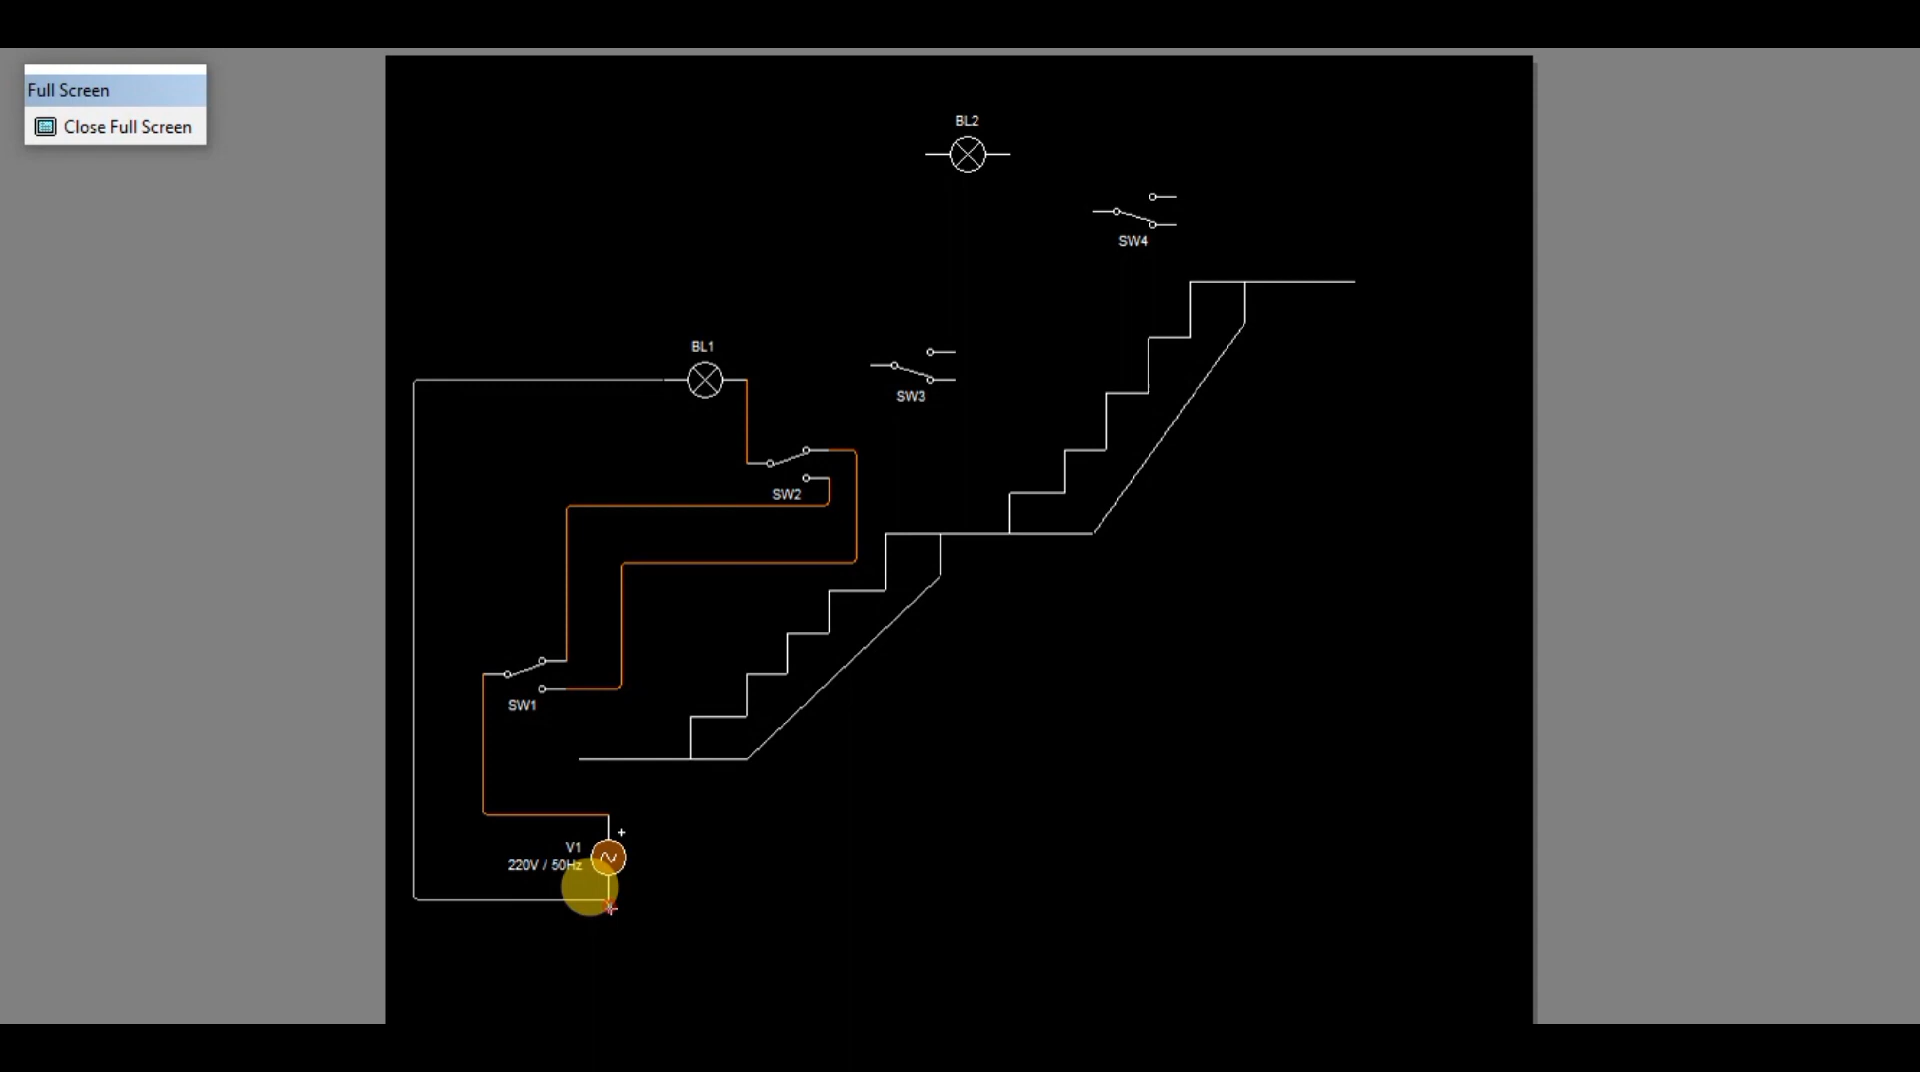 Full Screen
Close Full Screen
BL2
SW4
BL1
SW3
SW2
SW1
+
V1
220V / 50Hz